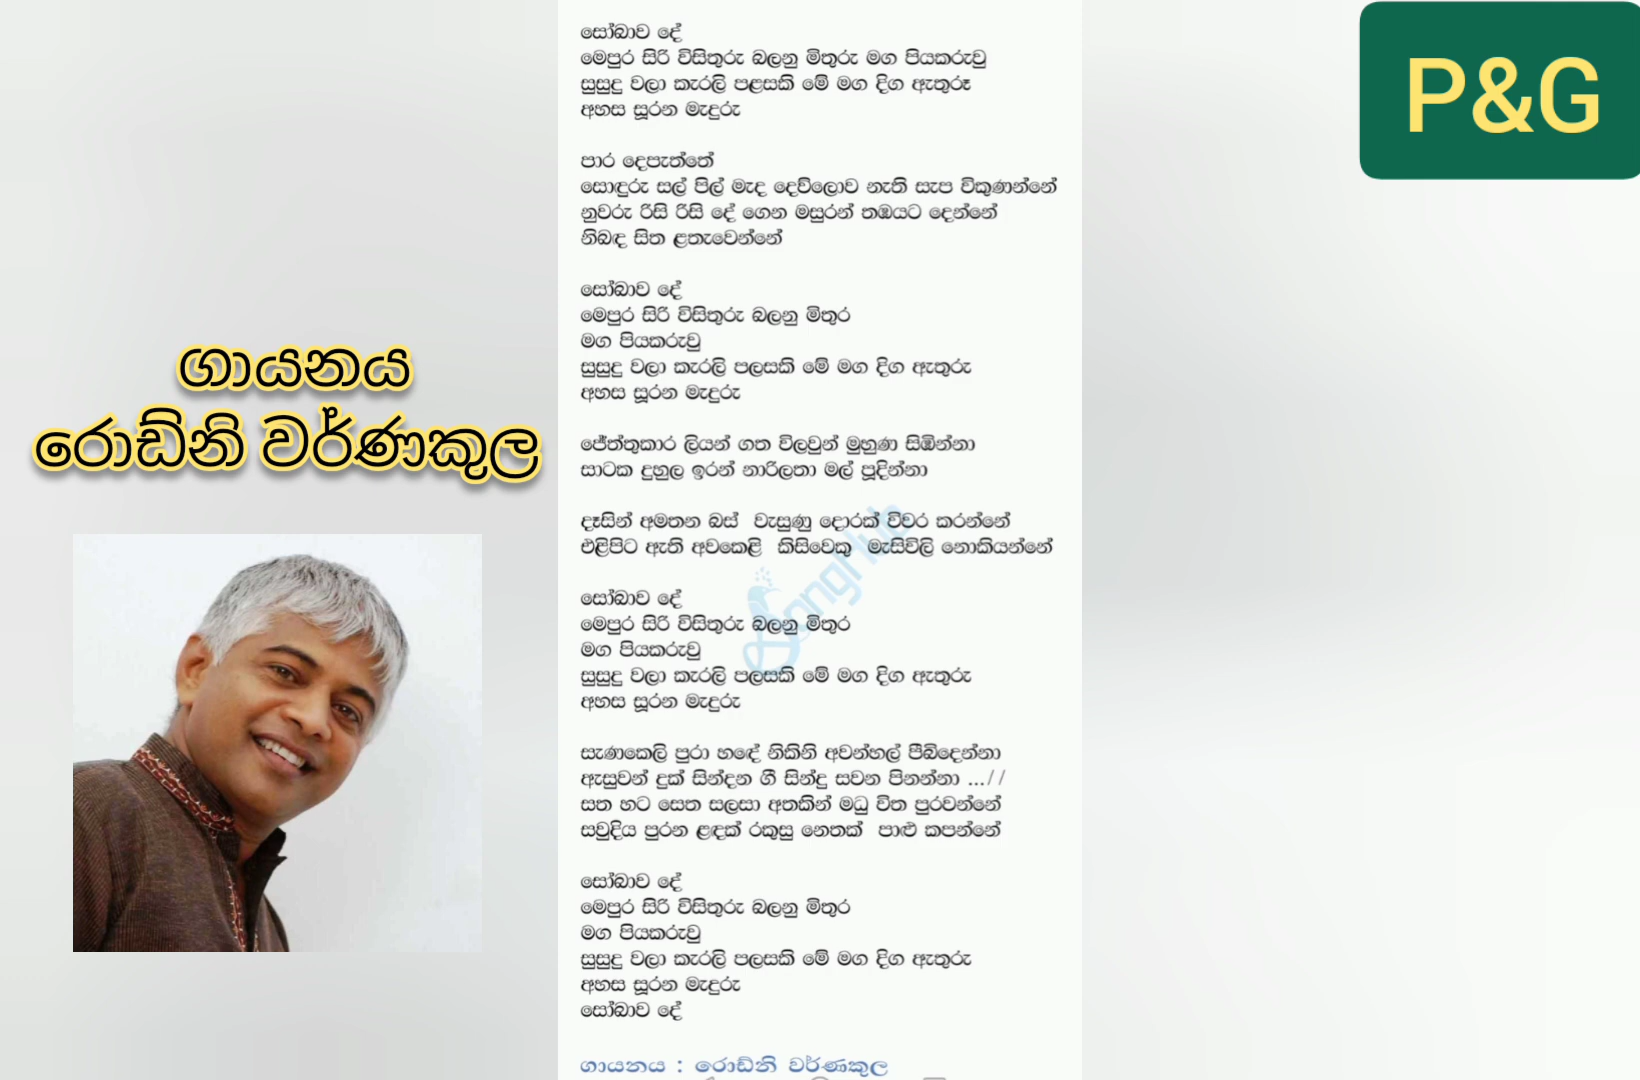 සෝබාව දේ
මෙපුර සිරි විසිතුරු බලනු මිතුරු මග පියකරුවු
සුසුදු වලා කැරලි පළසකි මේ මග දිග ඇතුරු
අහස සූරන මැදුරු
පාර දෙපැත්තේ
සොඳුරු සල් පිල් මැද දෙව්ලොව නැති සැප විකුණන්නේ
නුවරු රිසි රිසි දේ ගෙන මසුරන් තඹයට දෙන්නේ
නිබඳ සිත ළතැවෙන්නේ
සෝබාව දේ
මෙපුර සිරි විසිතුරු බලනු මිතුර
මග පියකරුවු
සුසුදු වලා කැරලි පලසකි මේ මග දිග ඇතුරු
අහස සූරන මැදුරු
ජේත්තුකාර ලියන් ගත විලවුන් මුහුණ සිඹින්නා
සාටක දුහුල ඉරන් නාරිලතා මල් පුදින්නා
දෑසින් අමතන බස් වැසුණු දොරක් විවර කරන්නේ
එළිපිට ඇති අවකෙළි කිසිවෙකු මැසිවිලි නොකියන්නේ
සෝබාව දේ
මෙපුර සිරි විසිතුරු බලනු මිතුර
මග පියකරුවු
සුසුදු වලා කැරලි පලසකි මේ මග දිග ඇතුරු
අහස සූරන මැදුරු
සැණකෙලි පුරා හඳේ නිකිනි අවන්හල් පීබිදෙන්නා
ඇසුවන් දුක් සින්දන ගී සින්දු සවන පිනන්නා ...//
සත හට සෙත සලසා අතකින් මධු විත පුරවන්නේ
සවුදිය පුරන ළඳක් රකුසු නෙතක් පාළු කපන්නේ
සෝබාව දේ
මෙපුර සිරි විසිතුරු බලනු මිතුර
මග පියකරුවු
සුසුදු වලා කැරලි පලසකි මේ මග දිග ඇතුරු
අහස සූරන මැදුරු
සෝබාව දේ
ගායනය : රොඩ්නි වර්ණකුල
ගායනය
රොඩ්නි වර්ණකුල
P&G
SongHub